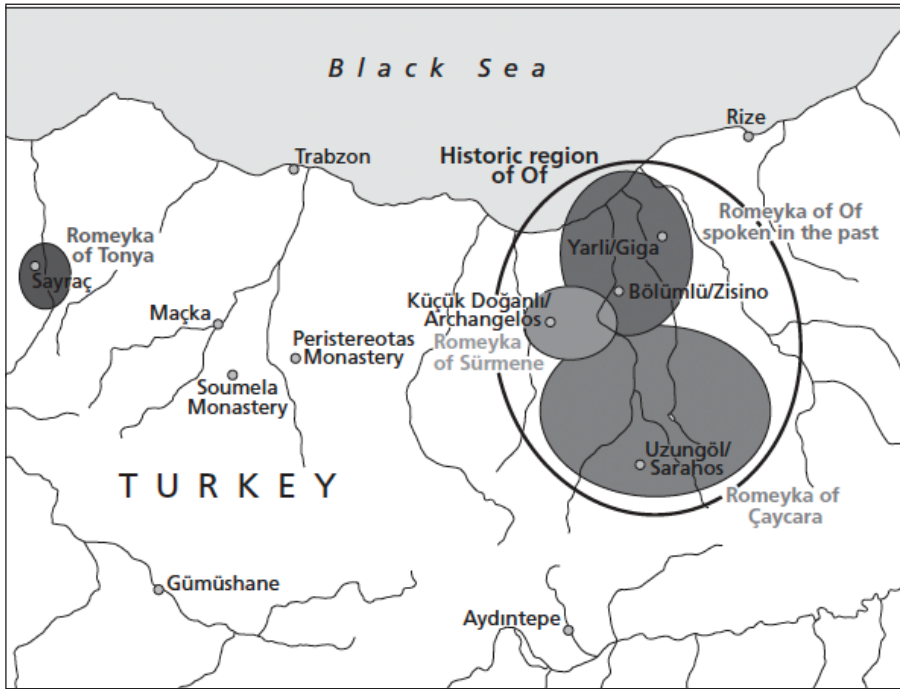 Black Sea
Rize
Trabzon
Historic region
of Of
Romeyka of Of
spoken in the past
Romeyka
of Tonya
Sayraç
Yarli/Giga
Bölümlü/Zisino
Küçük Doğanlı/
Archangelos
Romeyka
of Sürmene
Maçka
Peristereotas
Monastery
Soumela
Monastery
Uzungöl/
Sarahos
TURKEY
Romeyka of
Çaycara
Gümüshane
Aydıntepe